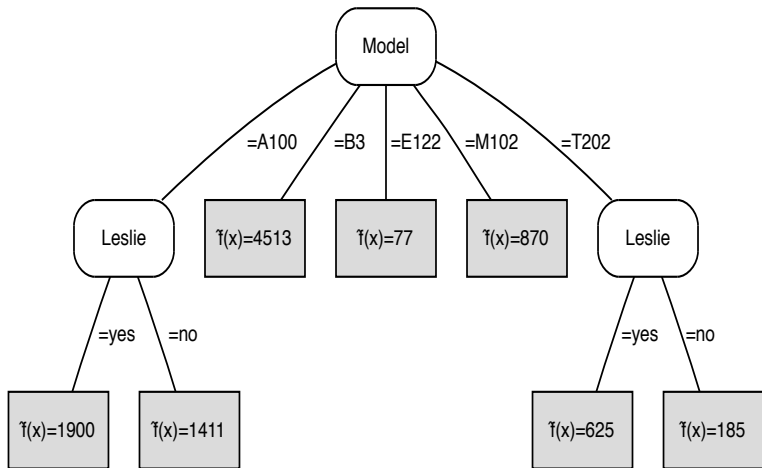 Model
=A100
=B3
=E122
=M102
=T202
Leslie
f̂(x)=4513
f̂(x)=77
f̂(x)=870
Leslie
=yes
=no
=yes
=no
f̂(x)=1900
f̂(x)=1411
f̂(x)=625
f̂(x)=185